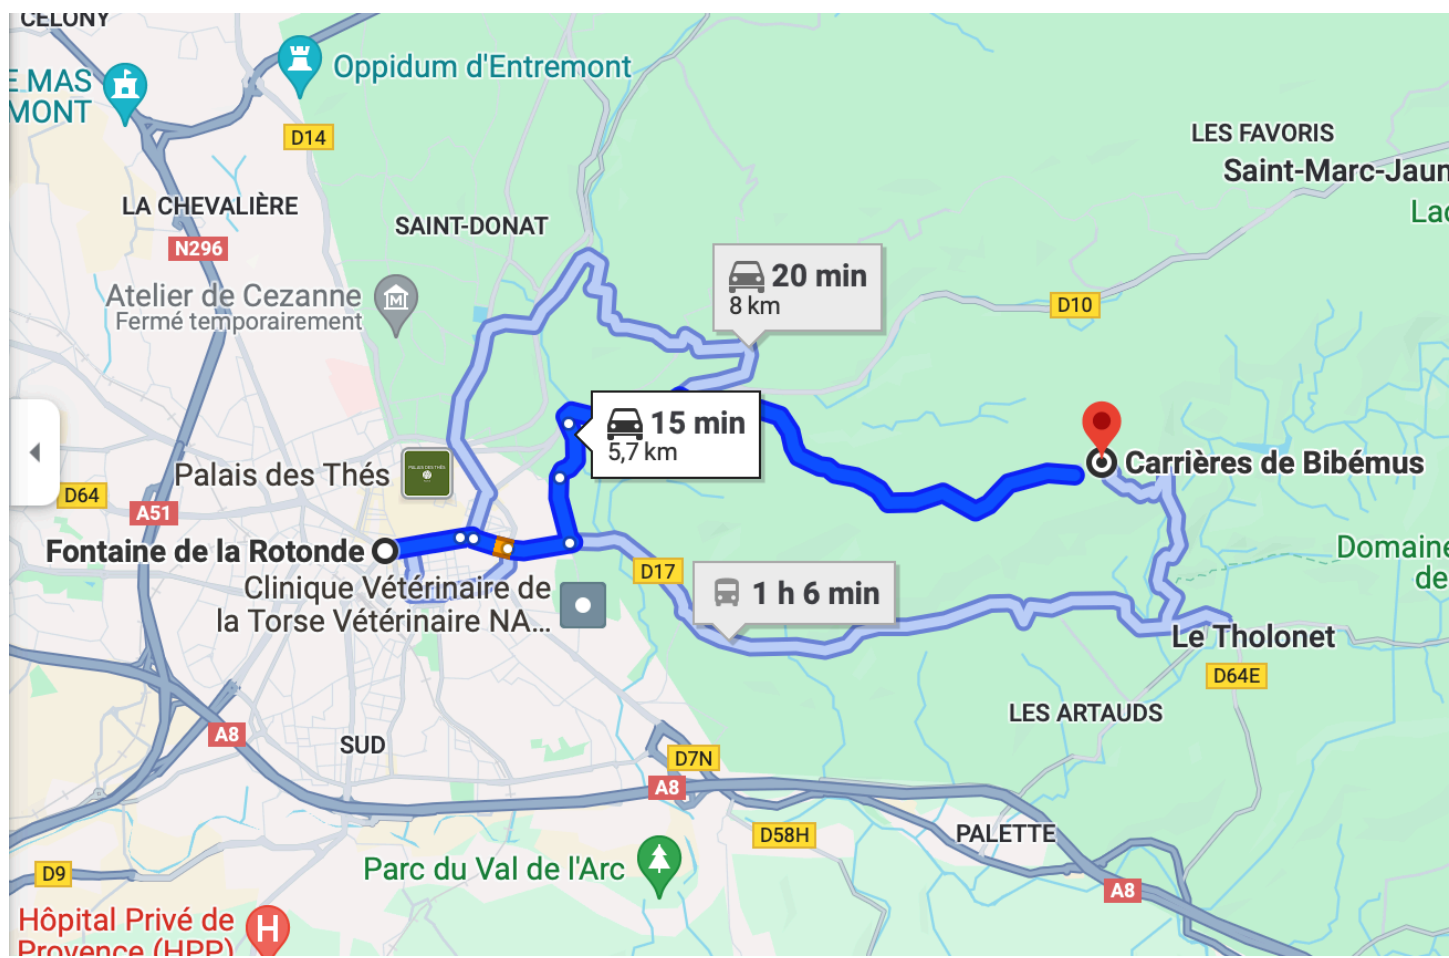 CELONY
Oppidum d'Entremont
E MAS
MONT
D14
LES FAVORIS
Saint-Marc-Jaun
Lac
LA CHEVALIÈRE
SAINT-DONAT
N296
20 min
8 km
Atelier de Cezanne
Fermé temporairement
D10
15 min
5,7 km
Palais des Thés
PALAIS DES THÉS
Carrières de Bibémus
D64
A51
Fontaine de la Rotonde
Domaine
de
D17
Clinique Vétérinaire de
la Torse Vétérinaire NA...
1 h 6 min
Le Tholonet
D64E
LES ARTAUDS
A8
SUD
D7N
A8
D58H
PALETTE
Parc du Val de l'Arc
D9
A8
Hôpital Privé de
Provence (HPP)